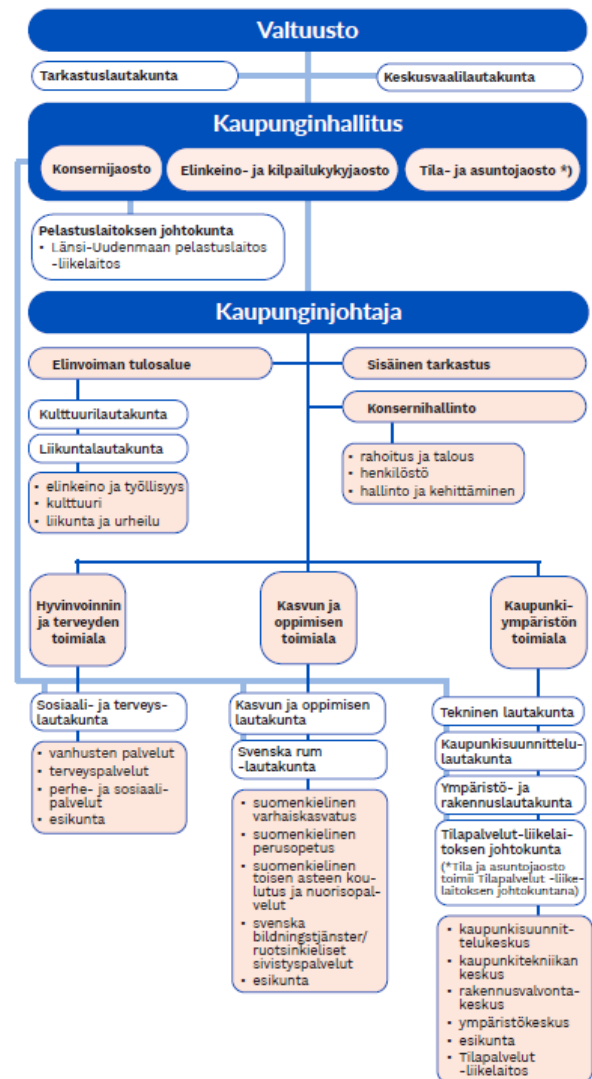 Valtuusto
Tarkastuslautakunta
Keskusvaalilautakunta
Kaupunginhallitus
Konsernijaosto
Elinkeino- ja kilpailukykyjaosto
Tila- ja asuntojaosto *)
Pelastuslaitoksen johtokunta
• Länsi-Uudenmaan pelastuslaitos
-liikelaitos
Kaupunginjohtaja
Elinvoiman tulosalue
Sisäinen tarkastus
Kulttuurilautakunta
Liikuntalautakunta
• elinkeino ja työllisyys
• kulttuuri
• liikunta ja urheilu
Konsernihallinto
• rahoitus ja talous
• henkilöstö
• hallinto ja kehittäminen
Hyvinvoinnin
ja terveyden
toimiala
Sosiaali- ja terveys-
lautakunta
• vanhusten palvelut
• terveyspalvelut
• perhe- ja sosiaali-
palvelut
• esikunta
Kasvun ja
oppimisen
toimiala
Kasvun ja oppimisen
lautakunta
Svenska rum
-lautakunta
• suomenkielinen
varhaiskasvatus
• suomenkielinen
perusopetus
• suomenkielinen
toisen asteen kou-
lutus ja nuorisopal-
velut
• svenska
bildningstjänster/
ruotsinkieliset
sivistyspalvelut
• esikunta
Kaupunki-
ympäristön
toimiala
Tekninen lautakunta
Kaupunkisuunnittelu-
lautakunta
Ympäristö- ja
rakennuslautakunta
Tilapalvelut-liikelai-
toksen johtokunta
(*Tila ja asuntojaosto
toimii Tilapalvelut -liike-
laitoksen johtokuntana)
• kaupunkisuunnit-
telukeskus
• kaupunkitekniikan
keskus
• rakennusvalvonta-
keskus
• ympäristökeskus
• esikunta
• Tilapalvelut
-liikelaitos